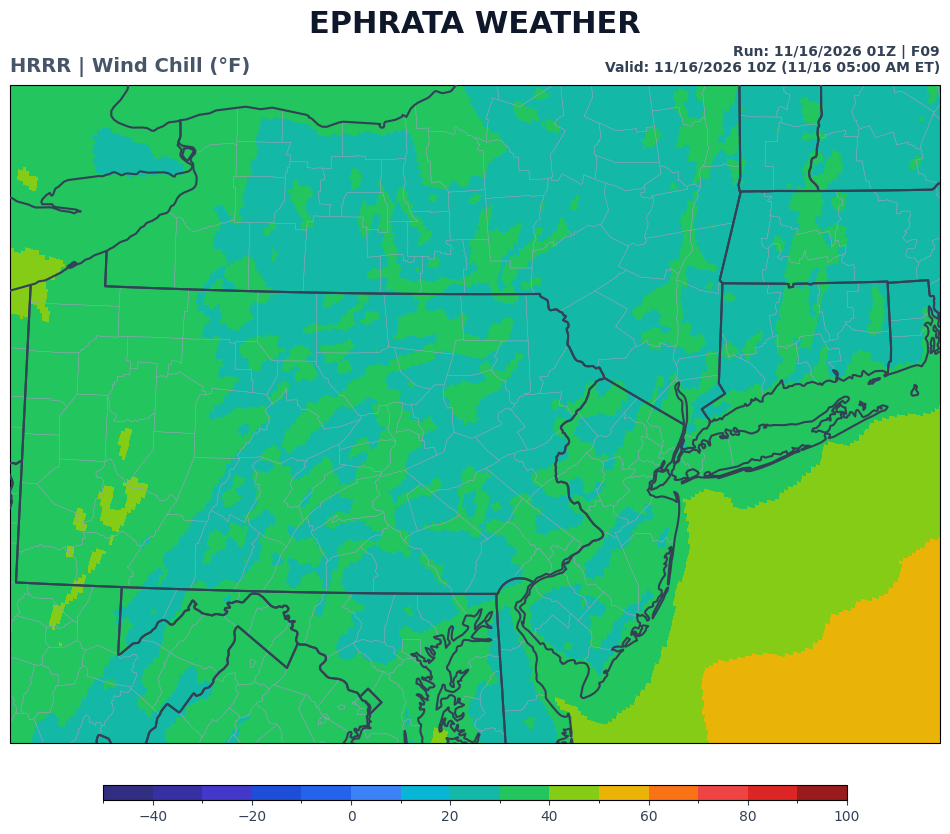 EPHRATA WEATHER
HRRR | Wind Chill (°F)
Run: 11/16/2026 01Z | F09
Valid: 11/16/2026 10Z (11/16 05:00 AM ET)
−40 −20 0 20 40 60 80 100